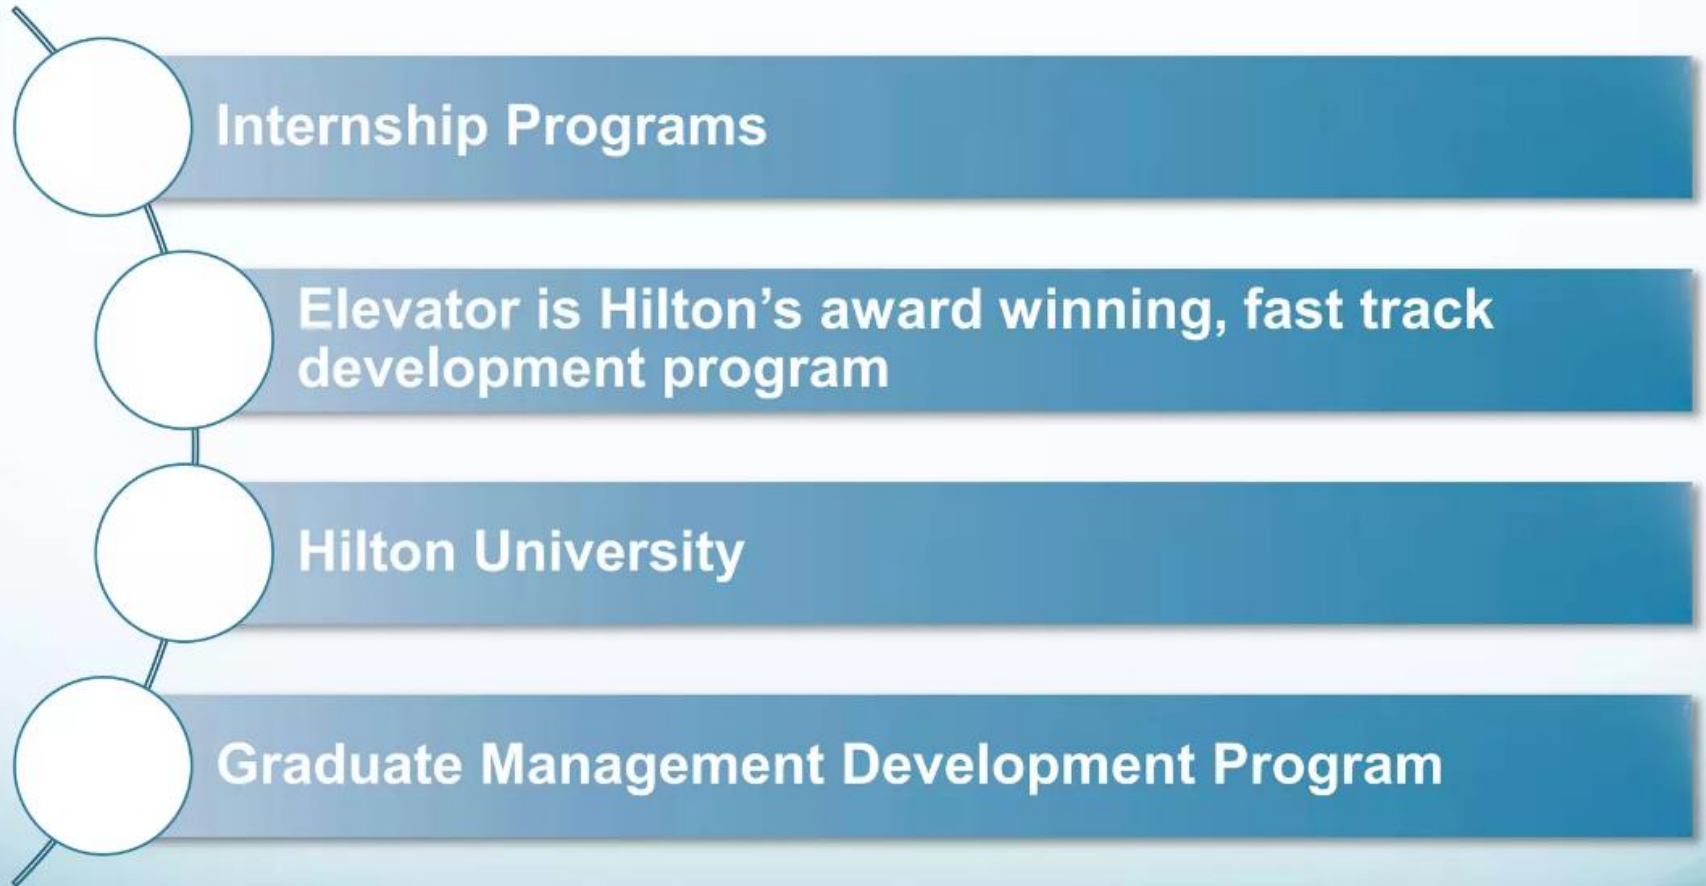 Internship Programs
Elevator is Hilton’s award winning, fast track
development program
Hilton University
Graduate Management Development Program